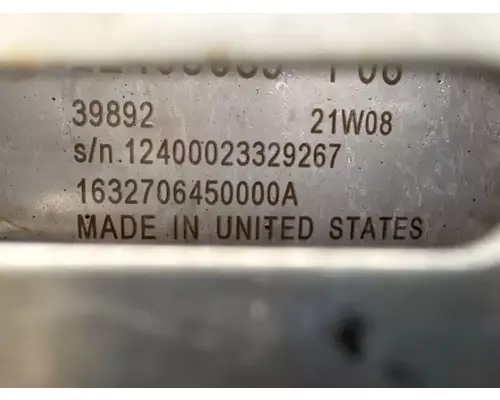 39892 21W08
s/n.12400023329267
1632706450000A
MADE IN UNITED STATES